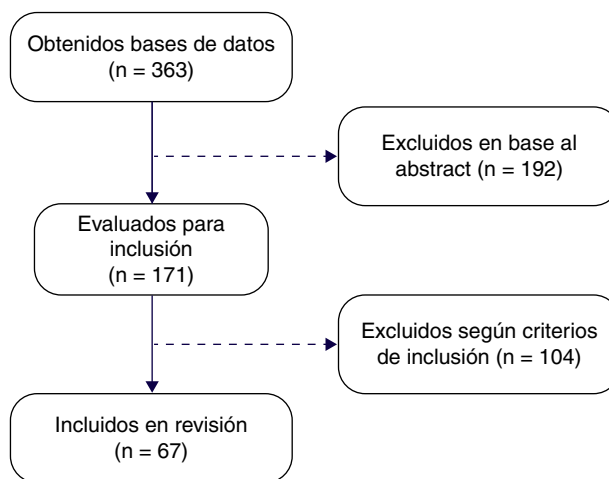 Obtenidos bases de datos
(n = 363)
Excluidos en base al
abstract (n = 192)
Evaluados para
inclusión
(n = 171)
Excluidos según criterios
de inclusión (n = 104)
Incluidos en revisión
(n = 67)